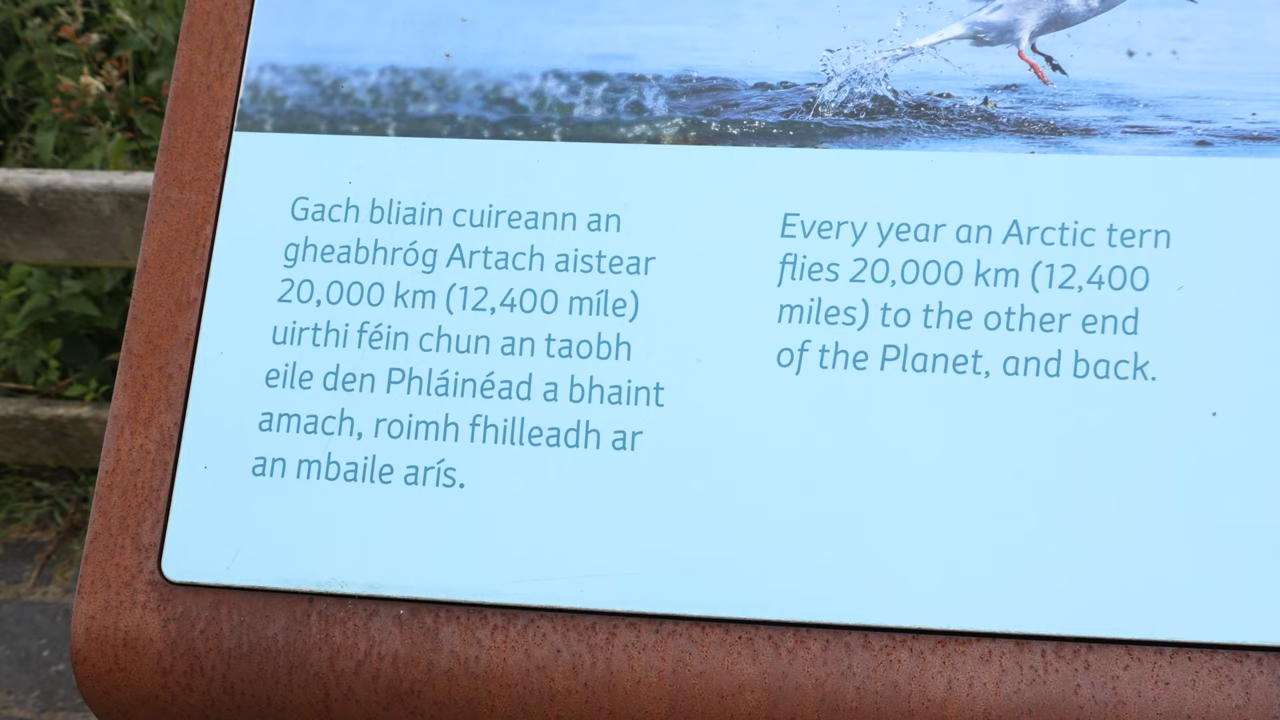 Gach bliain cuireann an
gheabhróg Artach aistear
20,000 km (12,400 míle)
uirthi féin chun an taobh
eile den Phláinéad a bhaint
amach, roimh fhilleadh ar
an mbaile arís.
Every year an Arctic tern
flies 20,000 km (12,400
miles) to the other end
of the Planet, and back.